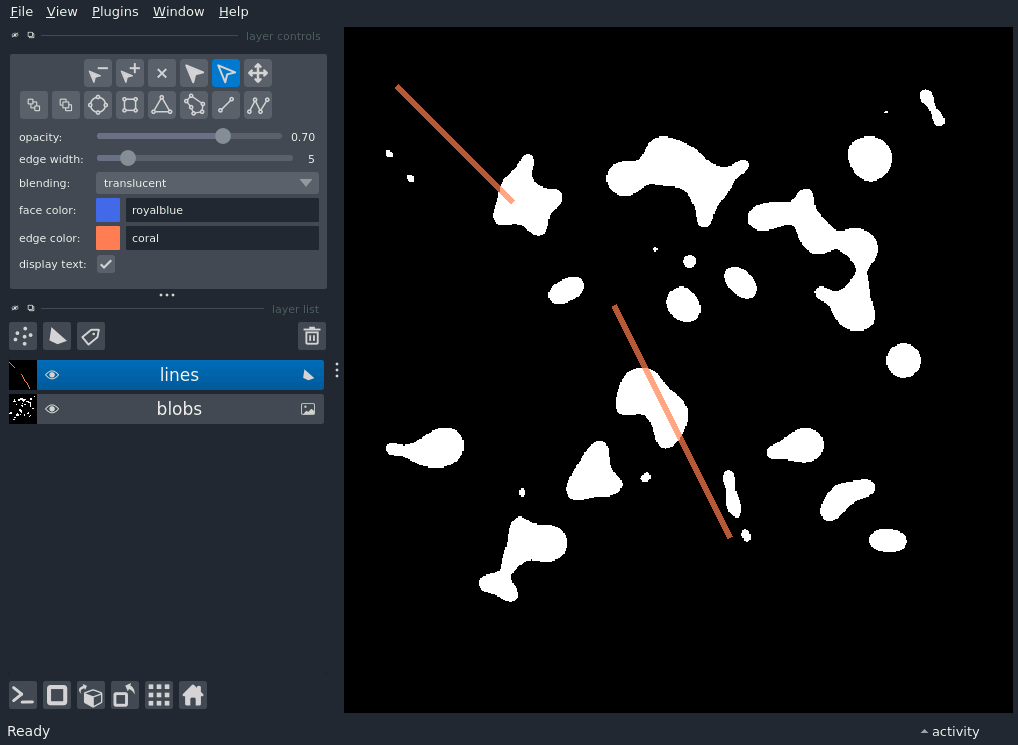 File View Plugins Window Help
layer controls
opacity: 0.70
edge width: 5
blending: translucent
face color: royalblue
edge color: coral
display text:
layer list
lines
blobs
Ready activity